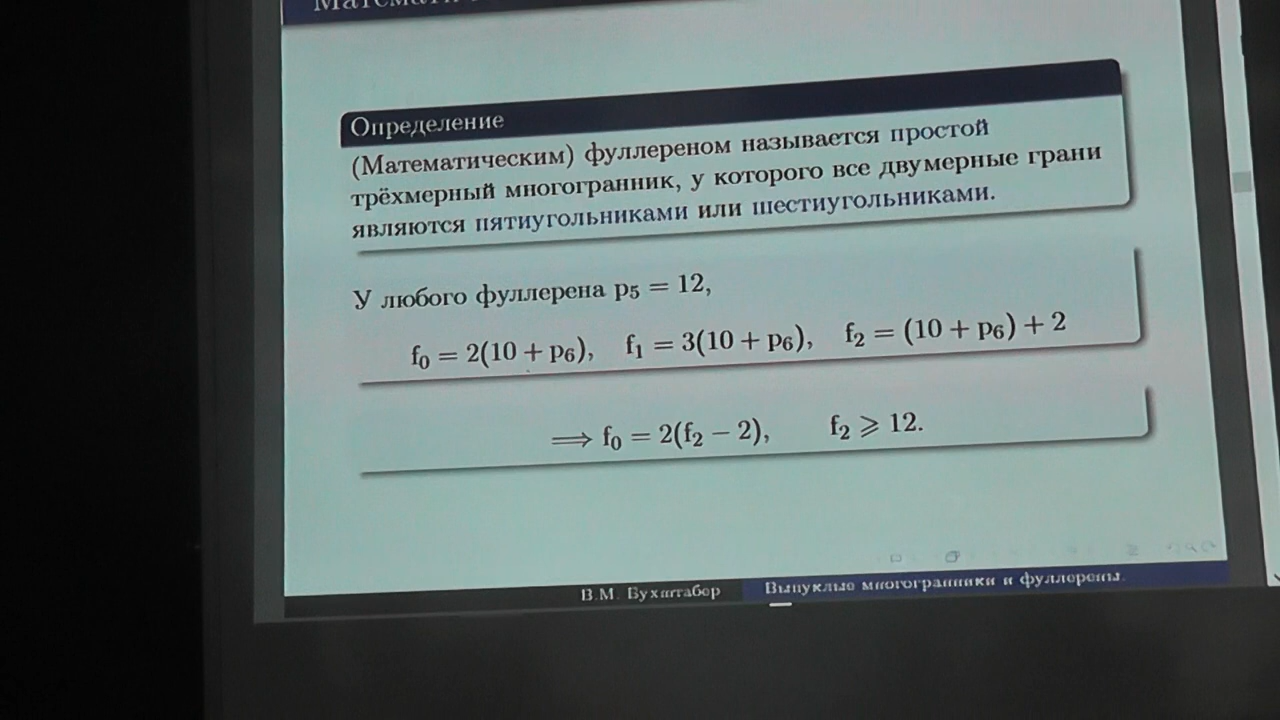 Определение
(Математическим) фуллереном называется простой
трёхмерный многогранник, у которого все двумерные грани
являются пятиугольниками или шестиугольниками.
У любого фуллерена p₅ = 12,
f₀ = 2(10 + p₆), f₁ = 3(10 + p₆), f₂ = (10 + p₆) + 2
⟹ f₀ = 2(f₂ − 2), f₂ ⩾ 12.
В.М. Бухштабер Выпуклые многогранники и фуллерены.